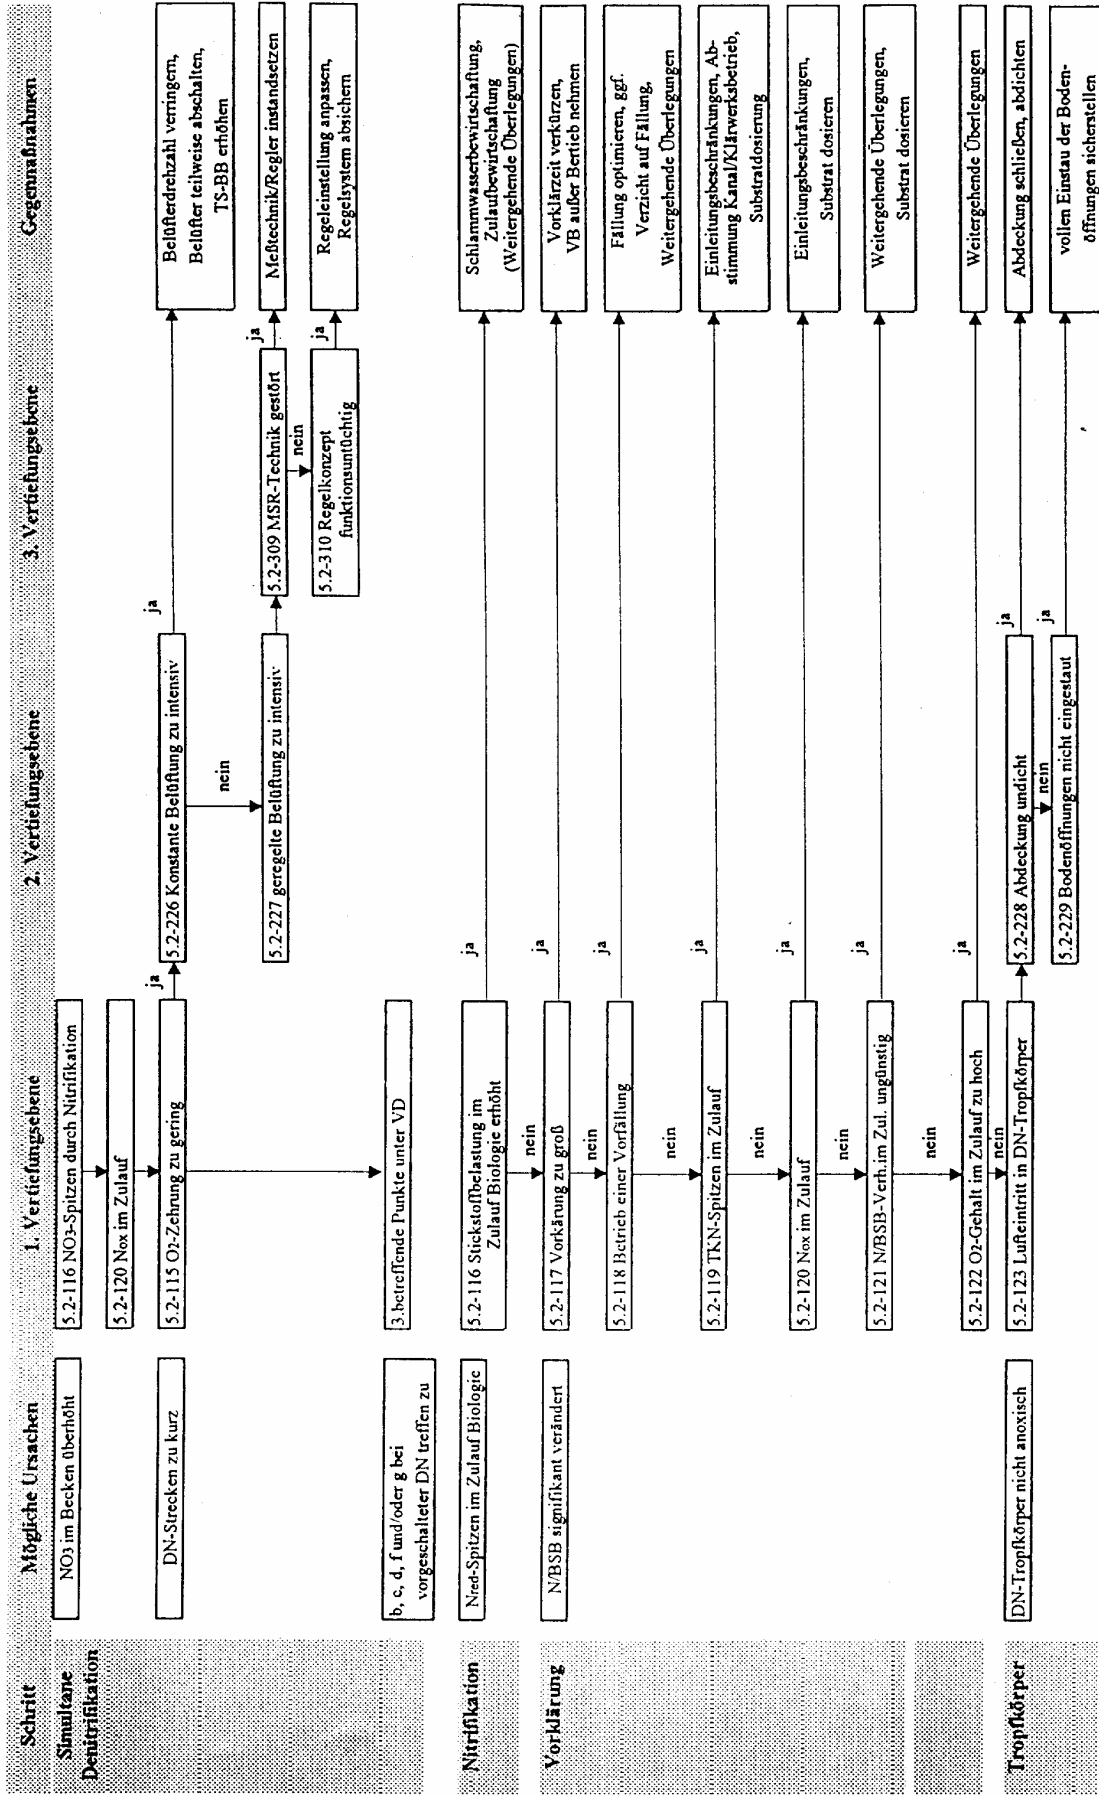 Schritt
Mögliche Ursachen
1. Vertiefungsebene
2. Vertiefungsebene
3. Vertiefungsebene
Gegenmaßnahmen
Simultane
Denitrifikation
NO3 im Becken überhöht
5.2-116 NO3-Spitzen durch Nitrifikation
5.2-120 Nox im Zulauf
DN-Strecken zu kurz
5.2-115 O2-Zehrung zu gering
ja
5.2-226 Konstante Belüftung zu intensiv
ja
Belüfterdrehzahl verringern,
Belüfter teilweise abschalten,
TS-BB erhöhen
nein
5.2-227 geregelte Belüftung zu intensiv
5.2-309 MSR-Technik gestört
ja
Meßtechnik/Regler instandsetzen
nein
5.2-310 Regelkonzept
funktionsuntüchtig
ja
Regeleinstellung anpassen,
Regelsystem absichern
b, c, d, f und/oder g bei
vorgeschalteter DN treffen zu
3.betreffende Punkte unter VD
Nitrifikation
Nred-Spitzen im Zulauf Biologie
5.2-116 Stickstoffbelastung im
Zulauf Biologie erhöht
ja
Schlammwasserbewirtschaftung,
Zulaufbewirtschaftung
(Weitergehende Überlegungen)
nein
Vorklärung
N/BSB signifikant verändert
5.2-117 Vorkärung zu groß
ja
Vorklärzeit verkürzen,
VB außer Bertieb nehmen
nein
5.2-118 Betrieb einer Vorfällung
ja
Fällung optimieren, ggf.
Verzicht auf Fällung,
Weitergehende Überlegungen
nein
5.2-119 TKN-Spitzen im Zulauf
ja
Einleitungsbeschränkungen, Ab-
stimmung Kanal/Klärwerksbetrieb,
Substratdosierung
nein
5.2-120 Nox im Zulauf
ja
Einleitungsbeschränkungen,
Substrat dosieren
nein
5.2-121 N/BSB-Verh.im Zul. ungünstig
ja
Weitergehende Überlegungen,
Substrat dosieren
nein
5.2-122 O2-Gehalt im Zulauf zu hoch
ja
Weitergehende Überlegungen
nein
Tropfkörper
DN-Tropfkörper nicht anoxisch
5.2-123 Lufteintritt in DN-Tropfkörper
5.2-228 Abdeckung undicht
ja
Abdeckung schließen, abdichten
nein
5.2-229 Bodenöffnungen nicht eingestaut
ja
vollen Einstau der Boden-
öffnungen sicherstellen